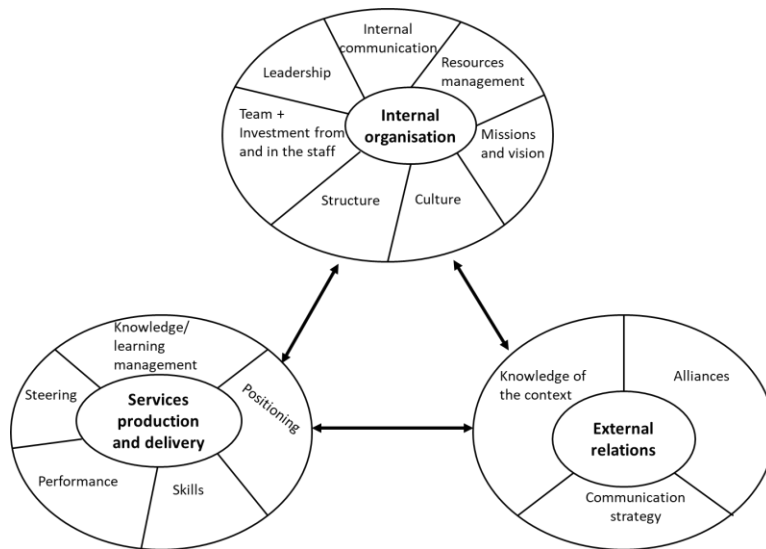 Internal
communication
Resources
management
Leadership
Internal
organisation
Team +
Investment from
and in the staff
Missions
and vision
Structure
Culture
Knowledge/
learning
management
Steering
Positioning
Services
production
and delivery
Performance
Skills
Knowledge of
the context
Alliances
External
relations
Communication
strategy